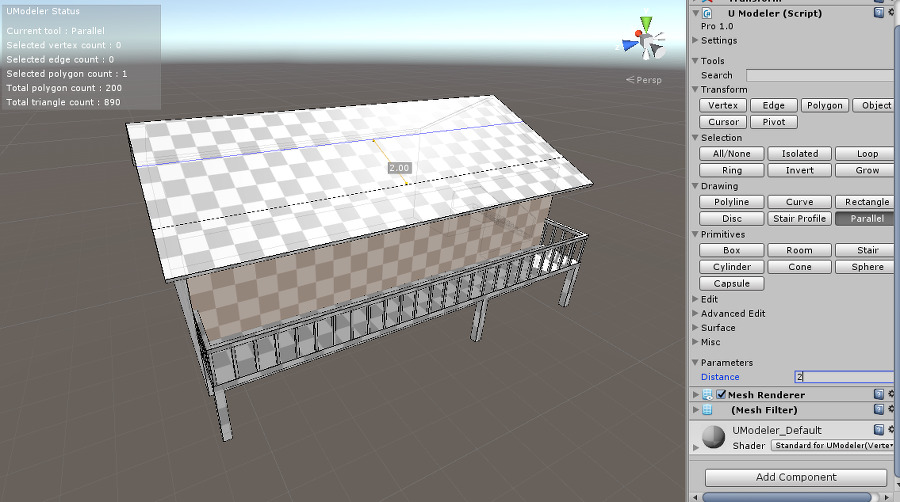 UModeler Status
Current tool : Parallel
Selected vertex count : 0
Selected edge count : 0
Selected polygon count : 1
Total polygon count : 200
Total triangle count : 890
Persp
2.00
Transform
U Modeler (Script)
Pro 1.0
Settings
Tools
Search
Transform
Vertex Edge Polygon Object
Cursor Pivot
Selection
All/None Isolated Loop
Ring Invert Grow
Drawing
Polyline Curve Rectangle
Disc Stair Profile Parallel
Primitives
Box Room Stair
Cylinder Cone Sphere
Capsule
Edit
Advanced Edit
Surface
Misc
Parameters
Distance 2
Mesh Renderer
(Mesh Filter)
UModeler_Default
Shader Standard for UModeler(Verte
Add Component